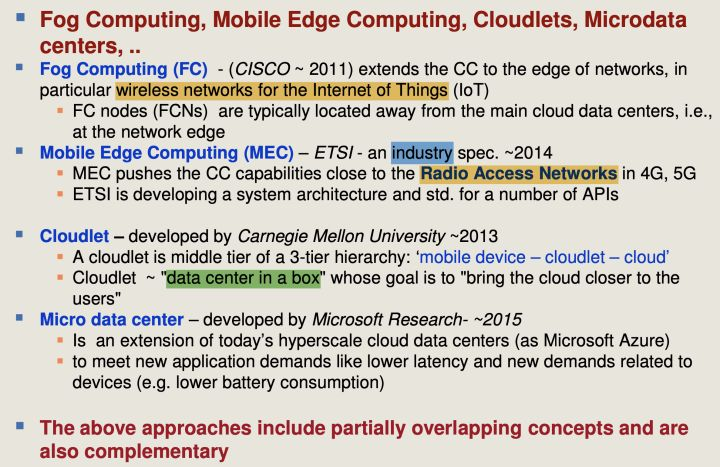 Fog Computing, Mobile Edge Computing, Cloudlets, Microdata
centers, ..
Fog Computing (FC) - (CISCO ~ 2011) extends the CC to the edge of networks, in
particular wireless networks for the Internet of Things (IoT)
FC nodes (FCNs) are typically located away from the main cloud data centers, i.e.,
at the network edge
Mobile Edge Computing (MEC) – ETSI - an industry spec. ~2014
MEC pushes the CC capabilities close to the Radio Access Networks in 4G, 5G
ETSI is developing a system architecture and std. for a number of APIs
Cloudlet – developed by Carnegie Mellon University ~2013
A cloudlet is middle tier of a 3-tier hierarchy: ‘mobile device – cloudlet – cloud’
Cloudlet ~ "data center in a box" whose goal is to "bring the cloud closer to the
users"
Micro data center – developed by Microsoft Research- ~2015
Is an extension of today’s hyperscale cloud data centers (as Microsoft Azure)
to meet new application demands like lower latency and new demands related to
devices (e.g. lower battery consumption)
The above approaches include partially overlapping concepts and are
also complementary